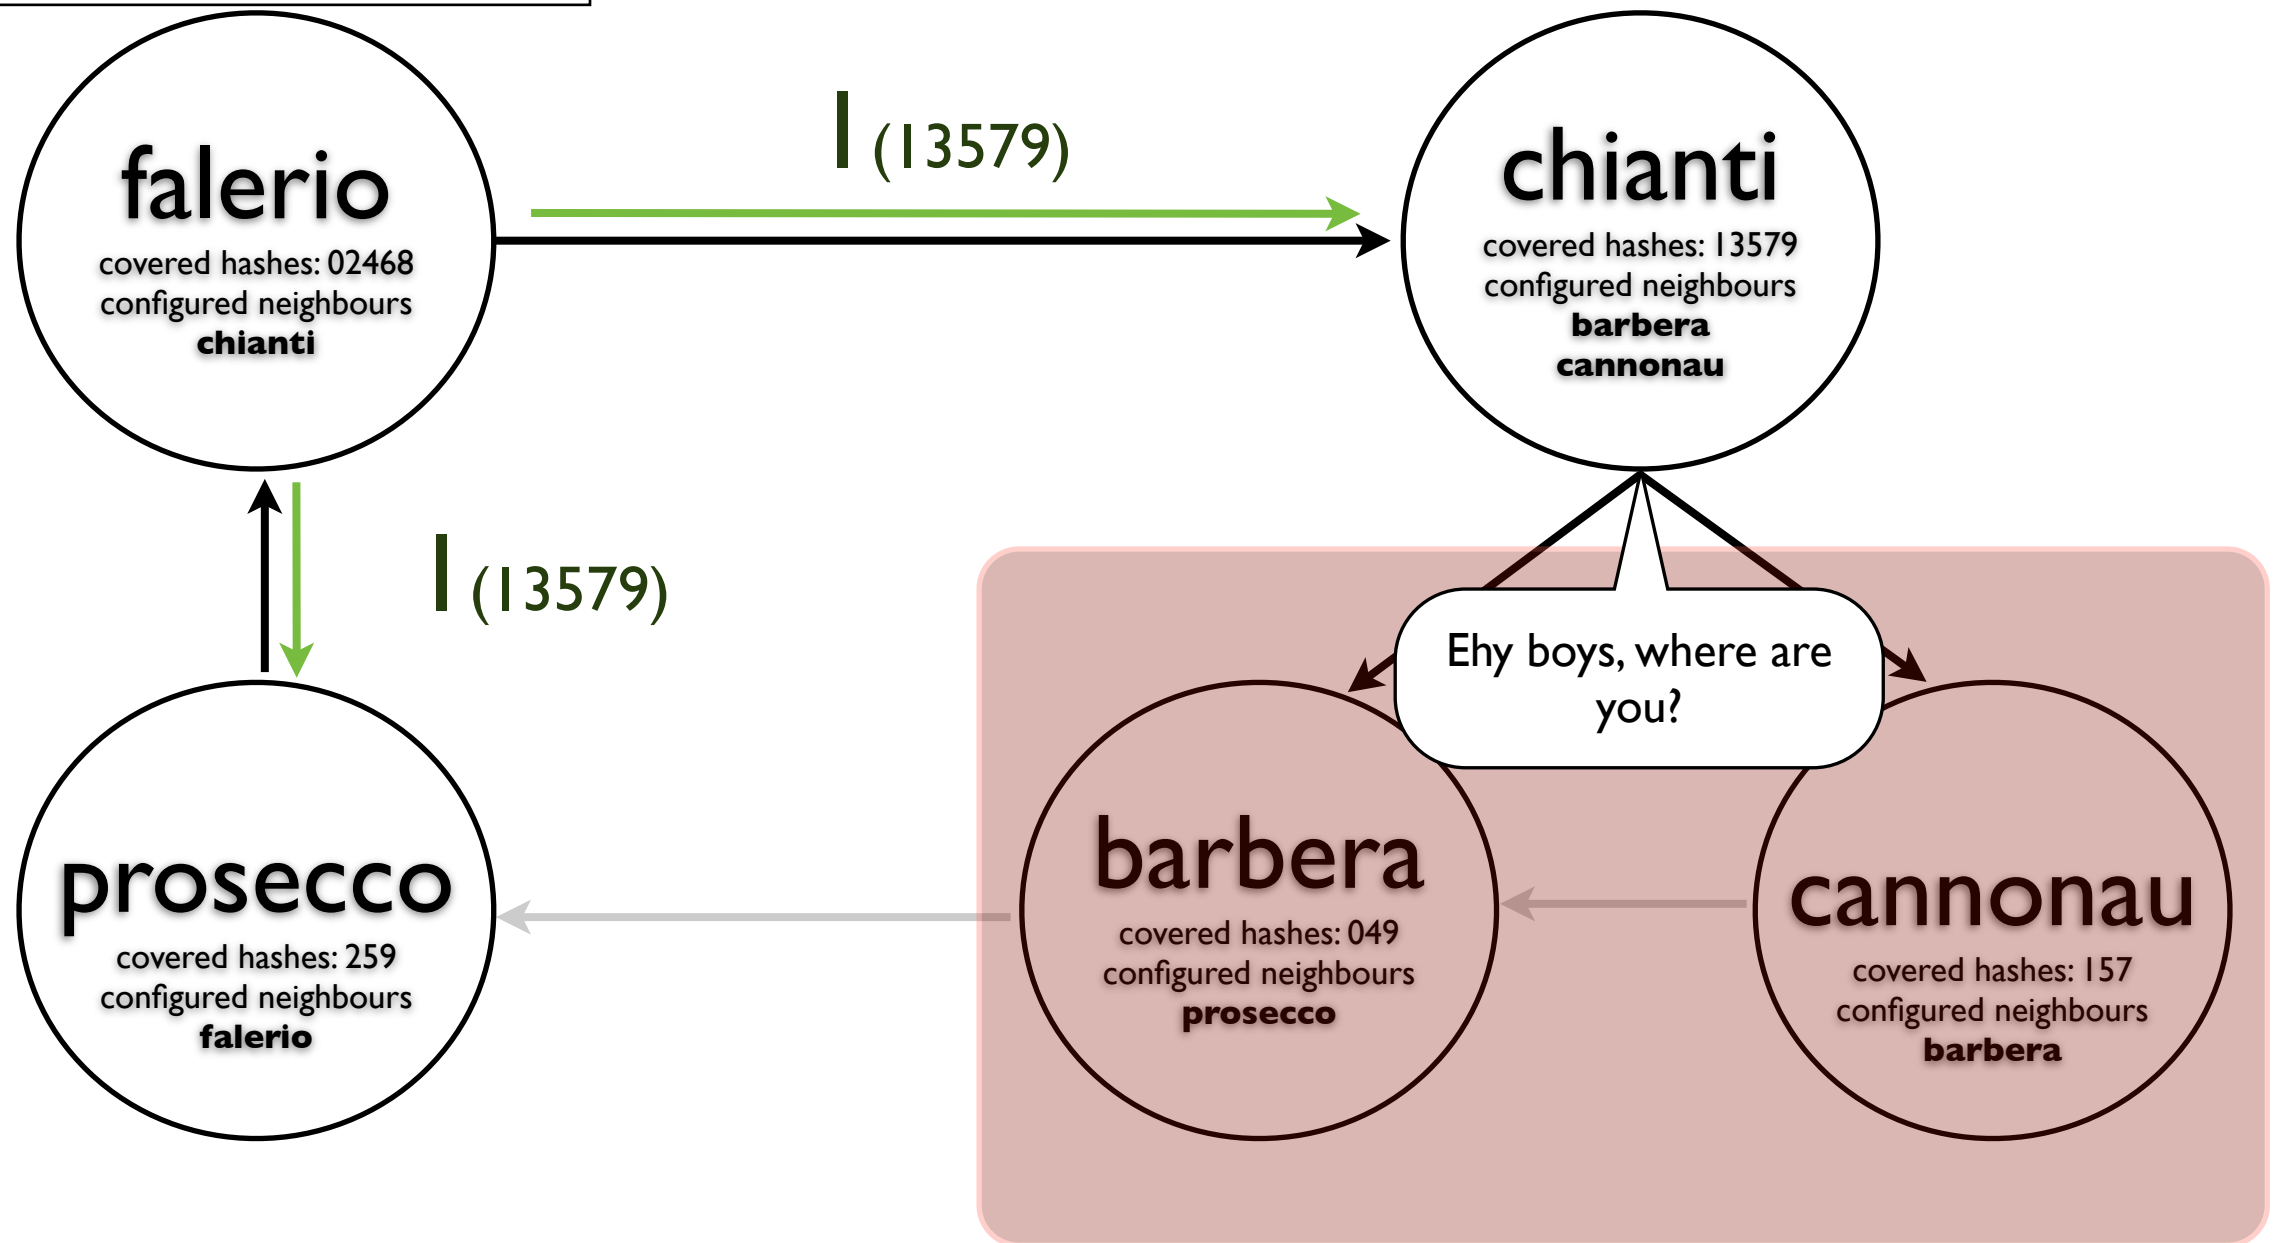 falerio
covered hashes: 02468
configured neighbours
chianti
1 (13579)
chianti
covered hashes: 13579
configured neighbours
barbera
cannonau
1 (13579)
Ehy boys, where are
you?
prosecco
covered hashes: 259
configured neighbours
falerio
barbera
covered hashes: 049
configured neighbours
prosecco
cannonau
covered hashes: 157
configured neighbours
barbera